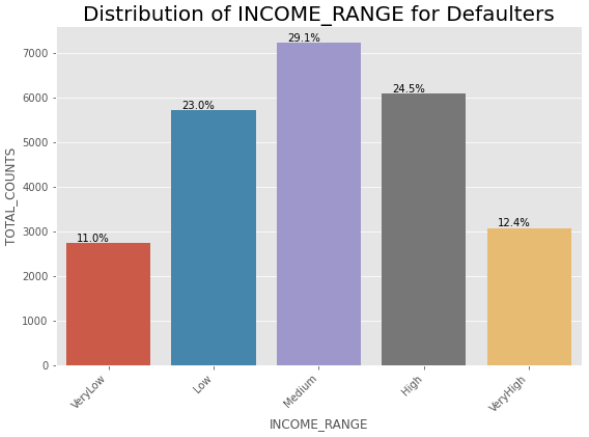 Distribution of INCOME_RANGE for Defaulters
29.1%
7000
24.5%
6000
23.0%
5000
TOTAL_COUNTS
4000
12.4%
3000
11.0%
2000
1000
0
VeryLow
Low
Medium
High
VeryHigh
INCOME_RANGE